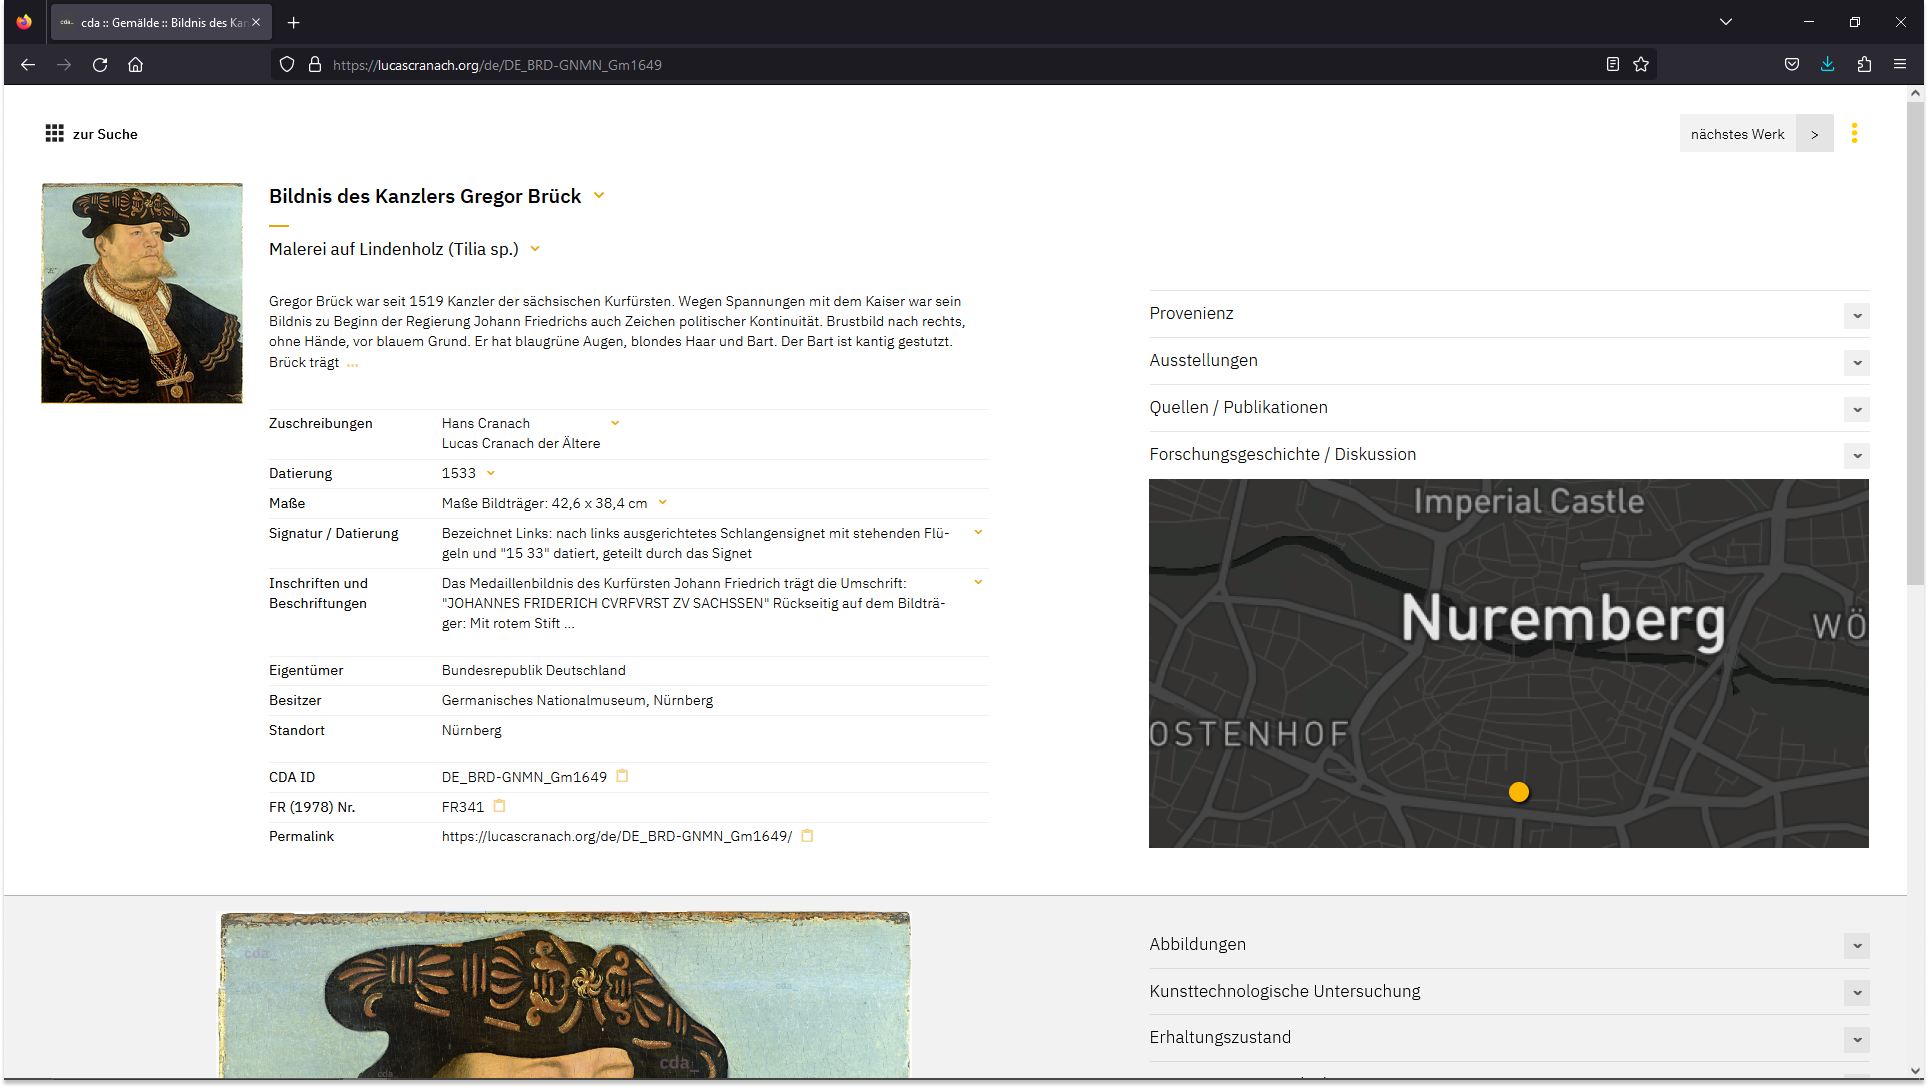 cda :: Gemälde :: Bildnis des Kan
https://lucascranach.org/de/DE_BRD-GNMN_Gm1649
zur Suche
nächstes Werk >
Bildnis des Kanzlers Gregor Brück
Malerei auf Lindenholz (Tilia sp.)
Gregor Brück war seit 1519 Kanzler der sächsischen Kurfürsten. Wegen Spannungen mit dem Kaiser war sein
Bildnis zu Beginn der Regierung Johann Friedrichs auch Zeichen politischer Kontinuität. Brustbild nach rechts,
ohne Hände, vor blauem Grund. Er hat blaugrüne Augen, blondes Haar und Bart. Der Bart ist kantig gestutzt.
Brück trägt ...
Zuschreibungen Hans Cranach
Lucas Cranach der Ältere
Datierung 1533
Maße Maße Bildträger: 42,6 x 38,4 cm
Signatur / Datierung Bezeichnet Links: nach links ausgerichtetes Schlangensignet mit stehenden Flü-
geln und "15 33" datiert, geteilt durch das Signet
Inschriften und Das Medaillenbildnis des Kurfürsten Johann Friedrich trägt die Umschrift:
Beschriftungen "JOHANNES FRIDERICH CVRFVRST ZV SACHSSEN" Rückseitig auf dem Bildträ-
ger: Mit rotem Stift ...
Eigentümer Bundesrepublik Deutschland
Besitzer Germanisches Nationalmuseum, Nürnberg
Standort Nürnberg
CDA ID DE_BRD-GNMN_Gm1649
FR (1978) Nr. FR341
Permalink https://lucascranach.org/de/DE_BRD-GNMN_Gm1649/
Provenienz
Ausstellungen
Quellen / Publikationen
Forschungsgeschichte / Diskussion
Imperial Castle
Nuremberg
WÖ
OSTENHOF
cda_
cda_
Abbildungen
Kunsttechnologische Untersuchung
Erhaltungszustand